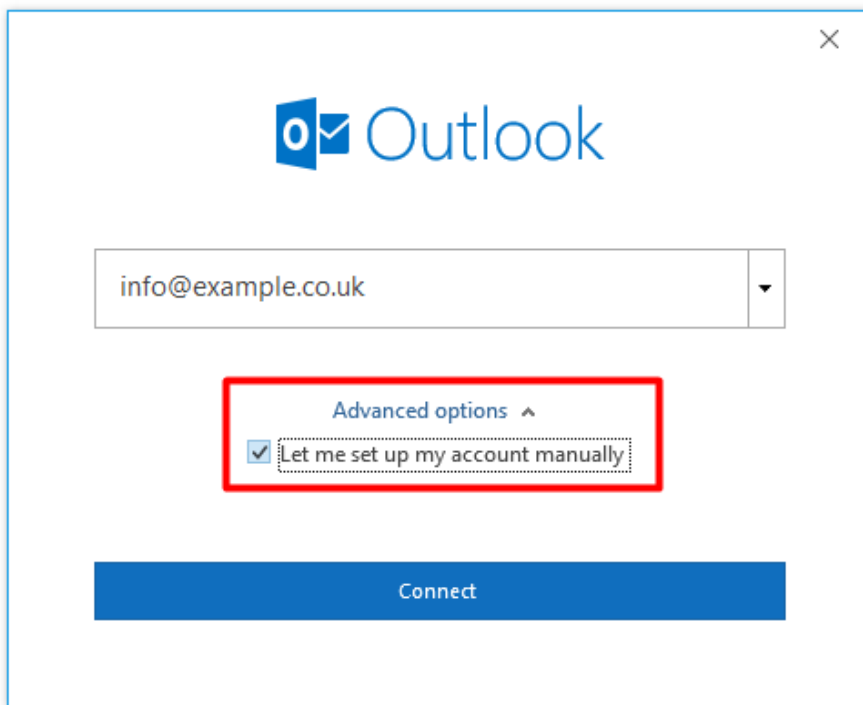 Outlook
info@example.co.uk
Advanced options
Let me set up my account manually
Connect